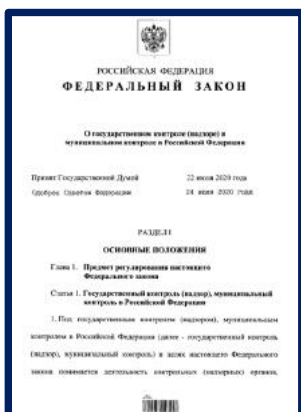 РОССИЙСКАЯ ФЕДЕРАЦИЯ
ФЕДЕРАЛЬНЫЙ ЗАКОН
О государственном контроле (надзоре) и
муниципальном контроле в Российской Федерации
Принят Государственной Думой 22 июля 2020 года
Одобрен Советом Федерации 24 июля 2020 года
РАЗДЕЛ I
ОСНОВНЫЕ ПОЛОЖЕНИЯ
Глава 1. Предмет регулирования настоящего
Федерального закона
Статья 1. Государственный контроль (надзор), муниципальный
контроль в Российской Федерации
1. Под государственным контролем (надзором), муниципальным
контролем в Российской Федерации (далее - государственный контроль
(надзор), муниципальный контроль) в целях настоящего Федерального
закона понимается деятельность контрольных (надзорных) органов,